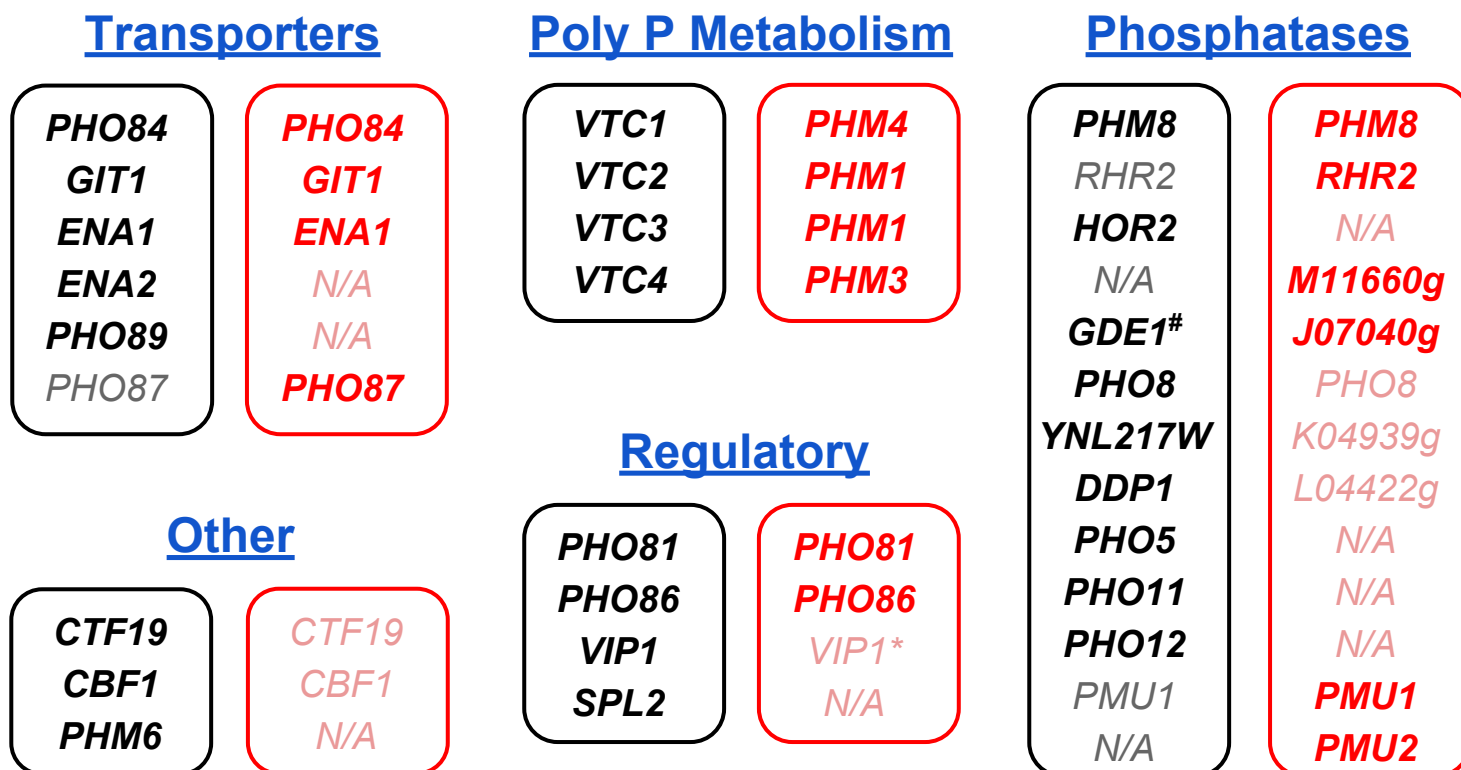 Transporters
PHO84 PHO84
GIT1 GIT1
ENA1 ENA1
ENA2 N/A
PHO89 N/A
PHO87 PHO87
Other
CTF19 CTF19
CBF1 CBF1
PHM6 N/A
Poly P Metabolism
VTC1 PHM4
VTC2 PHM1
VTC3 PHM1
VTC4 PHM3
Regulatory
PHO81 PHO81
PHO86 PHO86
VIP1 VIP1*
SPL2 N/A
Phosphatases
PHM8 PHM8
RHR2 RHR2
HOR2 N/A
N/A M11660g
GDE1# J07040g
PHO8 PHO8
YNL217W K04939g
DDP1 L04422g
PHO5 N/A
PHO11 N/A
PHO12 N/A
PMU1 PMU1
N/A PMU2